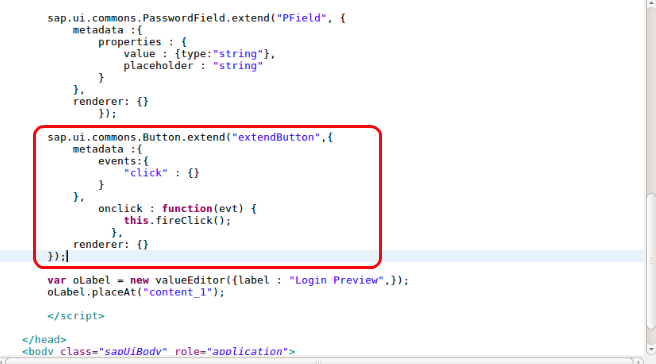 sap.ui.commons.PasswordField.extend("PField", {
metadata :{
properties : {
value : {type:"string"},
placeholder : "string"
}
},
renderer: {}
});
sap.ui.commons.Button.extend("extendButton",{
metadata :{
events:{
"click" : {}
}
},
onclick : function(evt) {
this.fireClick();
},
renderer: {}
});
var oLabel = new valueEditor({label : "Login Preview",});
oLabel.placeAt("content_1");
</script>
</head>
<body class="sapUiBody" role="application">